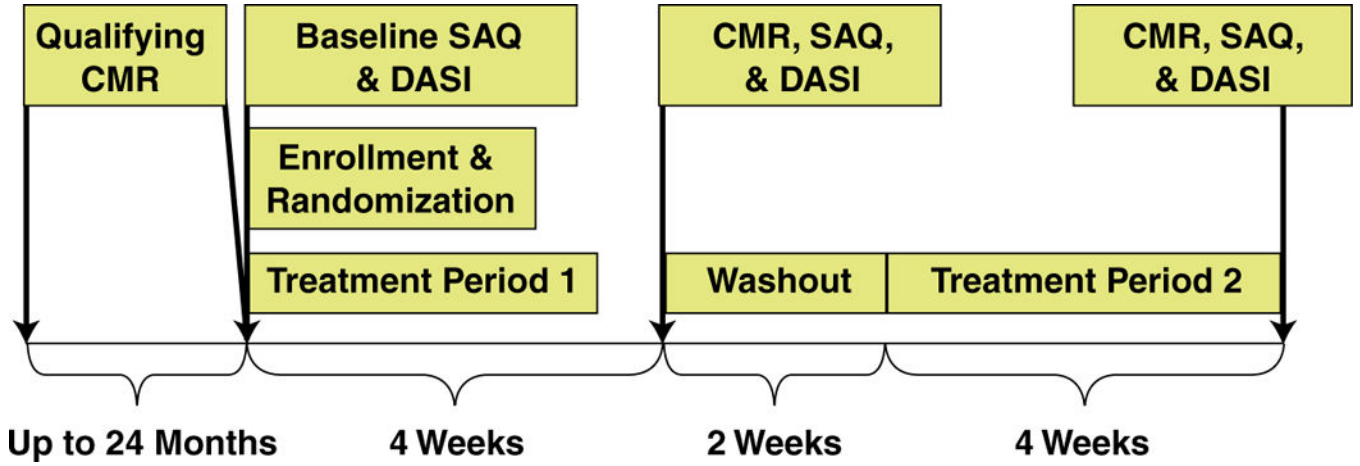 Qualifying
CMR
Baseline SAQ
& DASI
CMR, SAQ,
& DASI
CMR, SAQ,
& DASI
Enrollment &
Randomization
Treatment Period 1
Washout
Treatment Period 2
Up to 24 Months
4 Weeks
2 Weeks
4 Weeks